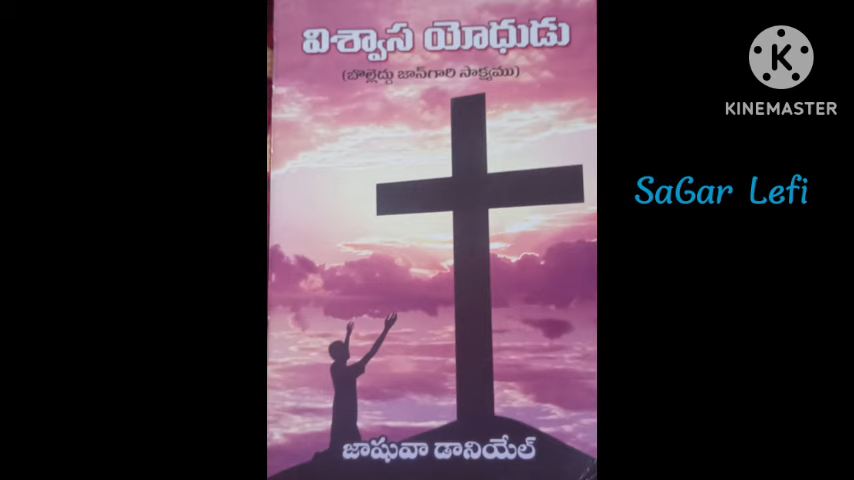 విశ్వాస యోధుడు
(బొల్లెద్దు జాన్‌గారి సాక్ష్యము)
జాషువా డానియేల్
KINEMASTER
SaGar Lefi